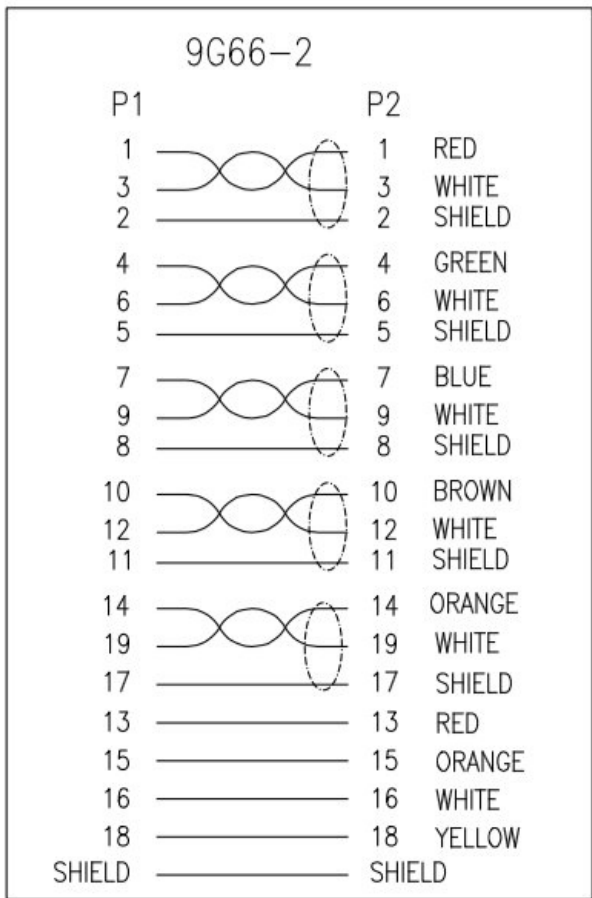 9G66-2
P1 P2
1 1 RED
3 3 WHITE
2 2 SHIELD
4 4 GREEN
6 6 WHITE
5 5 SHIELD
7 7 BLUE
9 9 WHITE
8 8 SHIELD
10 10 BROWN
12 12 WHITE
11 11 SHIELD
14 14 ORANGE
19 19 WHITE
17 17 SHIELD
13 13 RED
15 15 ORANGE
16 16 WHITE
18 18 YELLOW
SHIELD SHIELD